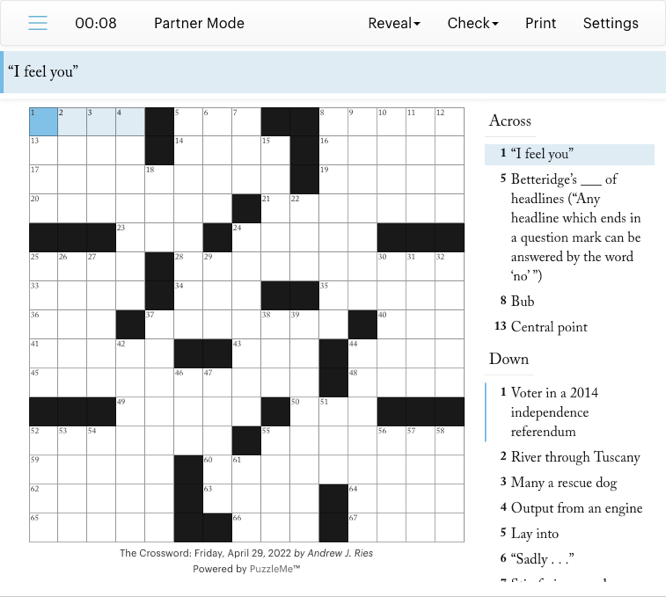 00:08 Partner Mode Reveal Check Print Settings
“I feel you”
1 2 3 4 5 6 7 8 9 10 11 12
13 14 15 16
17 18 19
20 21 22
23 24
25 26 27 28 29 30 31 32
33 34 35
36 37 38 39 40
41 42 43 44
45 46 47 48
49 50 51
52 53 54 55 56 57 58
59 60 61
62 63 64
65 66 67
The Crossword: Friday, April 29, 2022 by Andrew J. Ries
Powered by PuzzleMe™
Across
1 “I feel you”
5 Betteridge’s ___ of
headlines (“Any
headline which ends in
a question mark can be
answered by the word
‘no’ ”)
8 Bub
13 Central point
Down
1 Voter in a 2014
independence
referendum
2 River through Tuscany
3 Many a rescue dog
4 Output from an engine
5 Lay into
6 “Sadly . . .”